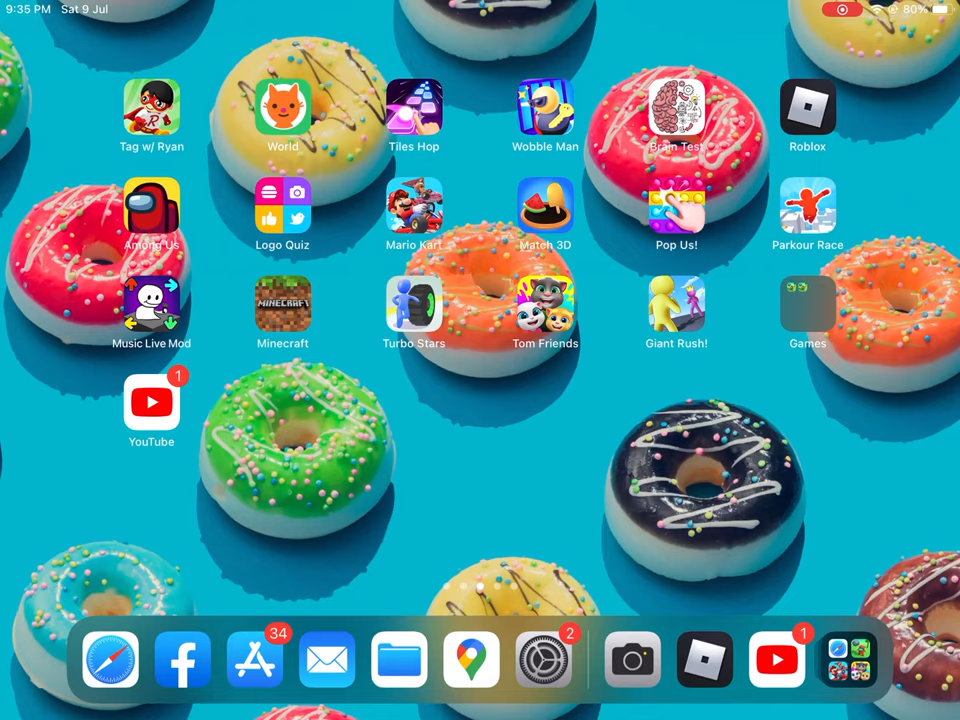 9:35 PM Sat 9 Jul 80%
Tag w/ Ryan World Tiles Hop Wobble Man Brain Test Roblox
Among Us Logo Quiz Mario Kart Match 3D Pop Us! Parkour Race
MINECRAFT
Music Live Mod Minecraft Turbo Stars Tom Friends Giant Rush! Games
1
YouTube
34 2 1